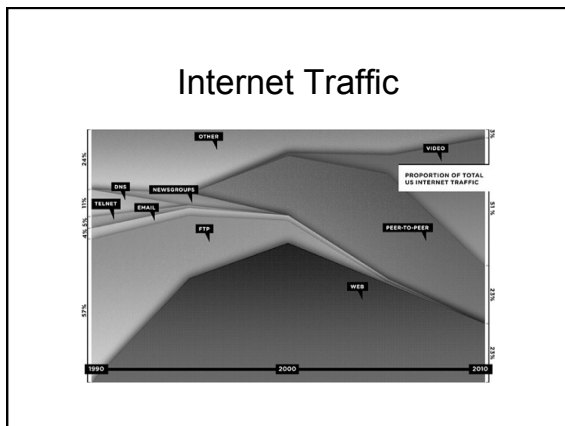 Internet Traffic
OTHER
3%
VIDEO
24%
PROPORTION OF TOTAL
US INTERNET TRAFFIC
DNS
NEWSGROUPS
11%
TELNET
EMAIL
51%
4% 5%
FTP
PEER-TO-PEER
57%
WEB
23%
23%
1990
2000
2010